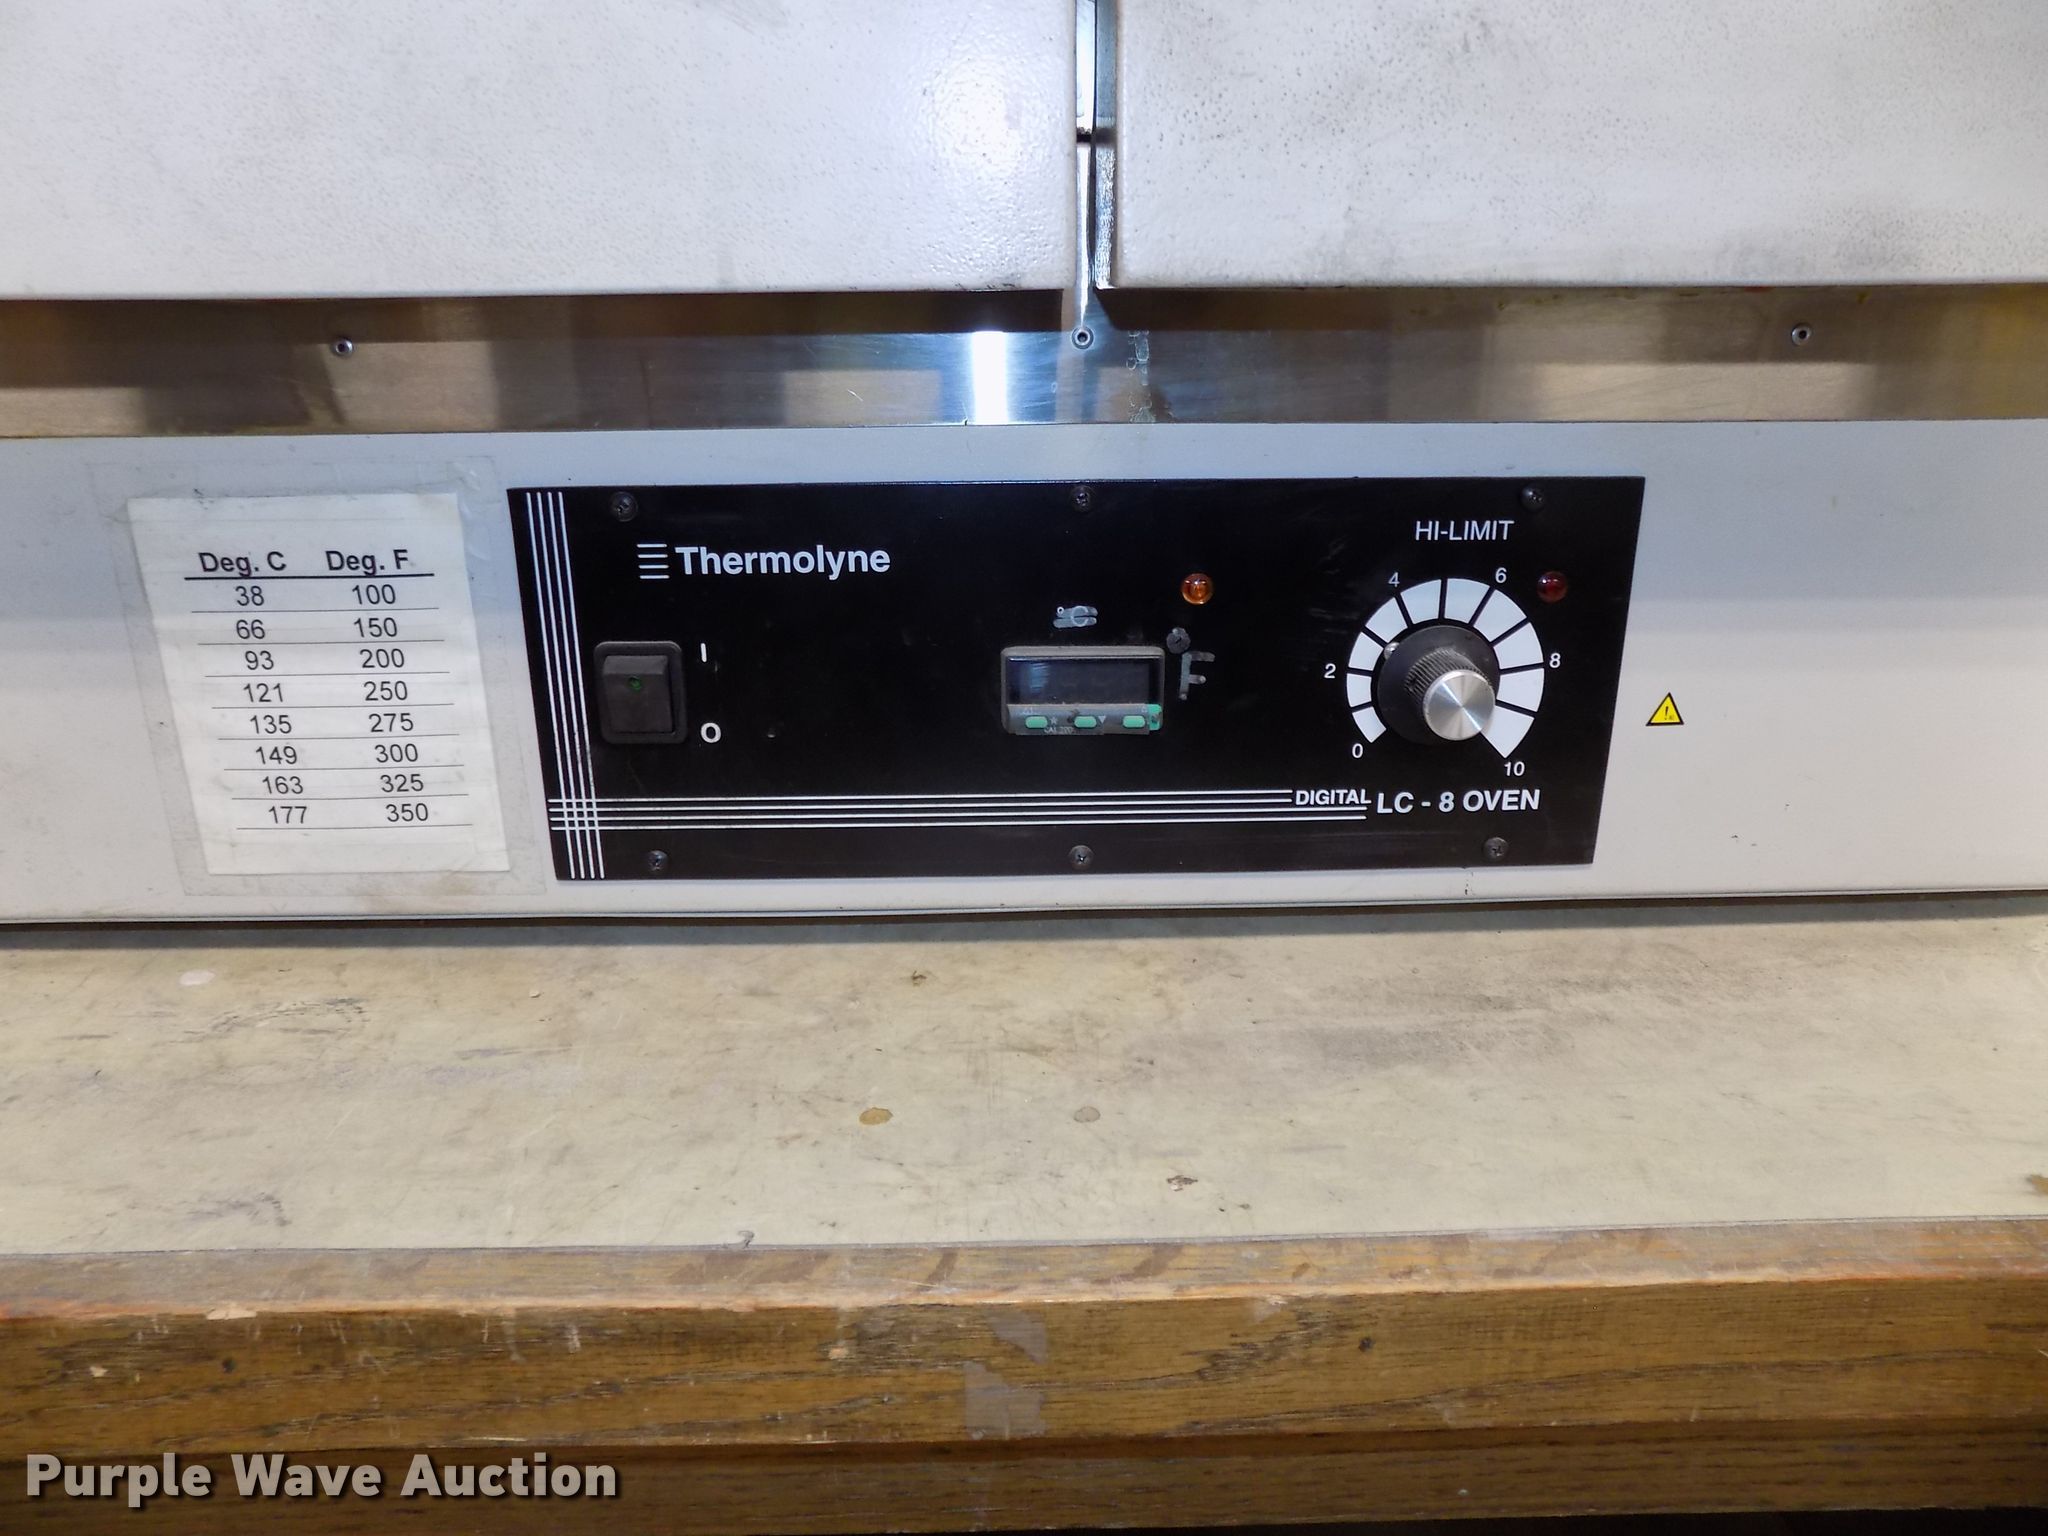 Deg. C Deg. F
38 100
66 150
93 200
121 250
135 275
149 300
163 325
177 350
Thermolyne
I
O
°C
F
HI-LIMIT
0
2
4
6
8
10
DIGITAL LC - 8 OVEN
Purple Wave Auction